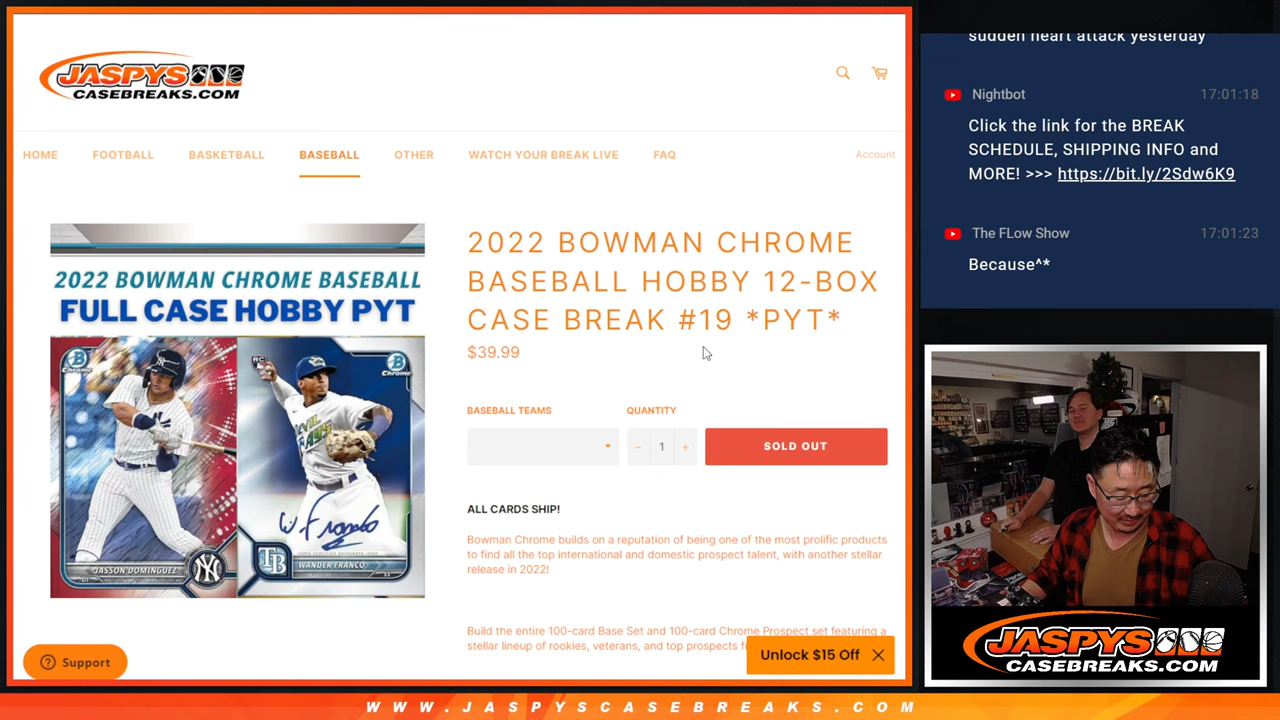 JASPYS
CASEBREAKS.COM
HOME
FOOTBALL
BASKETBALL
BASEBALL
OTHER
WATCH YOUR BREAK LIVE
FAQ
Account
2022 BOWMAN CHROME BASEBALL
FULL CASE HOBBY PYT
Chrome
RC
Chrome
JASSON DOMINGUEZ
WANDER FRANCO
2022 BOWMAN CHROME
BASEBALL HOBBY 12-BOX
CASE BREAK #19 *PYT*
$39.99
BASEBALL TEAMS
QUANTITY
− 1 +
SOLD OUT
ALL CARDS SHIP!
Bowman Chrome builds on a reputation of being one of the most prolific products
to find all the top international and domestic prospect talent, with another stellar
release in 2022!
Build the entire 100-card Base Set and 100-card Chrome Prospect set featuring a
stellar lineup of rookies, veterans, and top prospects
Support
Unlock $15 Off
sudden heart attack yesterday
Nightbot 17:01:18
Click the link for the BREAK
SCHEDULE, SHIPPING INFO and
MORE! >>> https://bit.ly/2Sdw6K9
The FLow Show 17:01:23
Because^*
JASPYS
CASEBREAKS.COM
WWW.JASPYSCASEBREAKS.COM